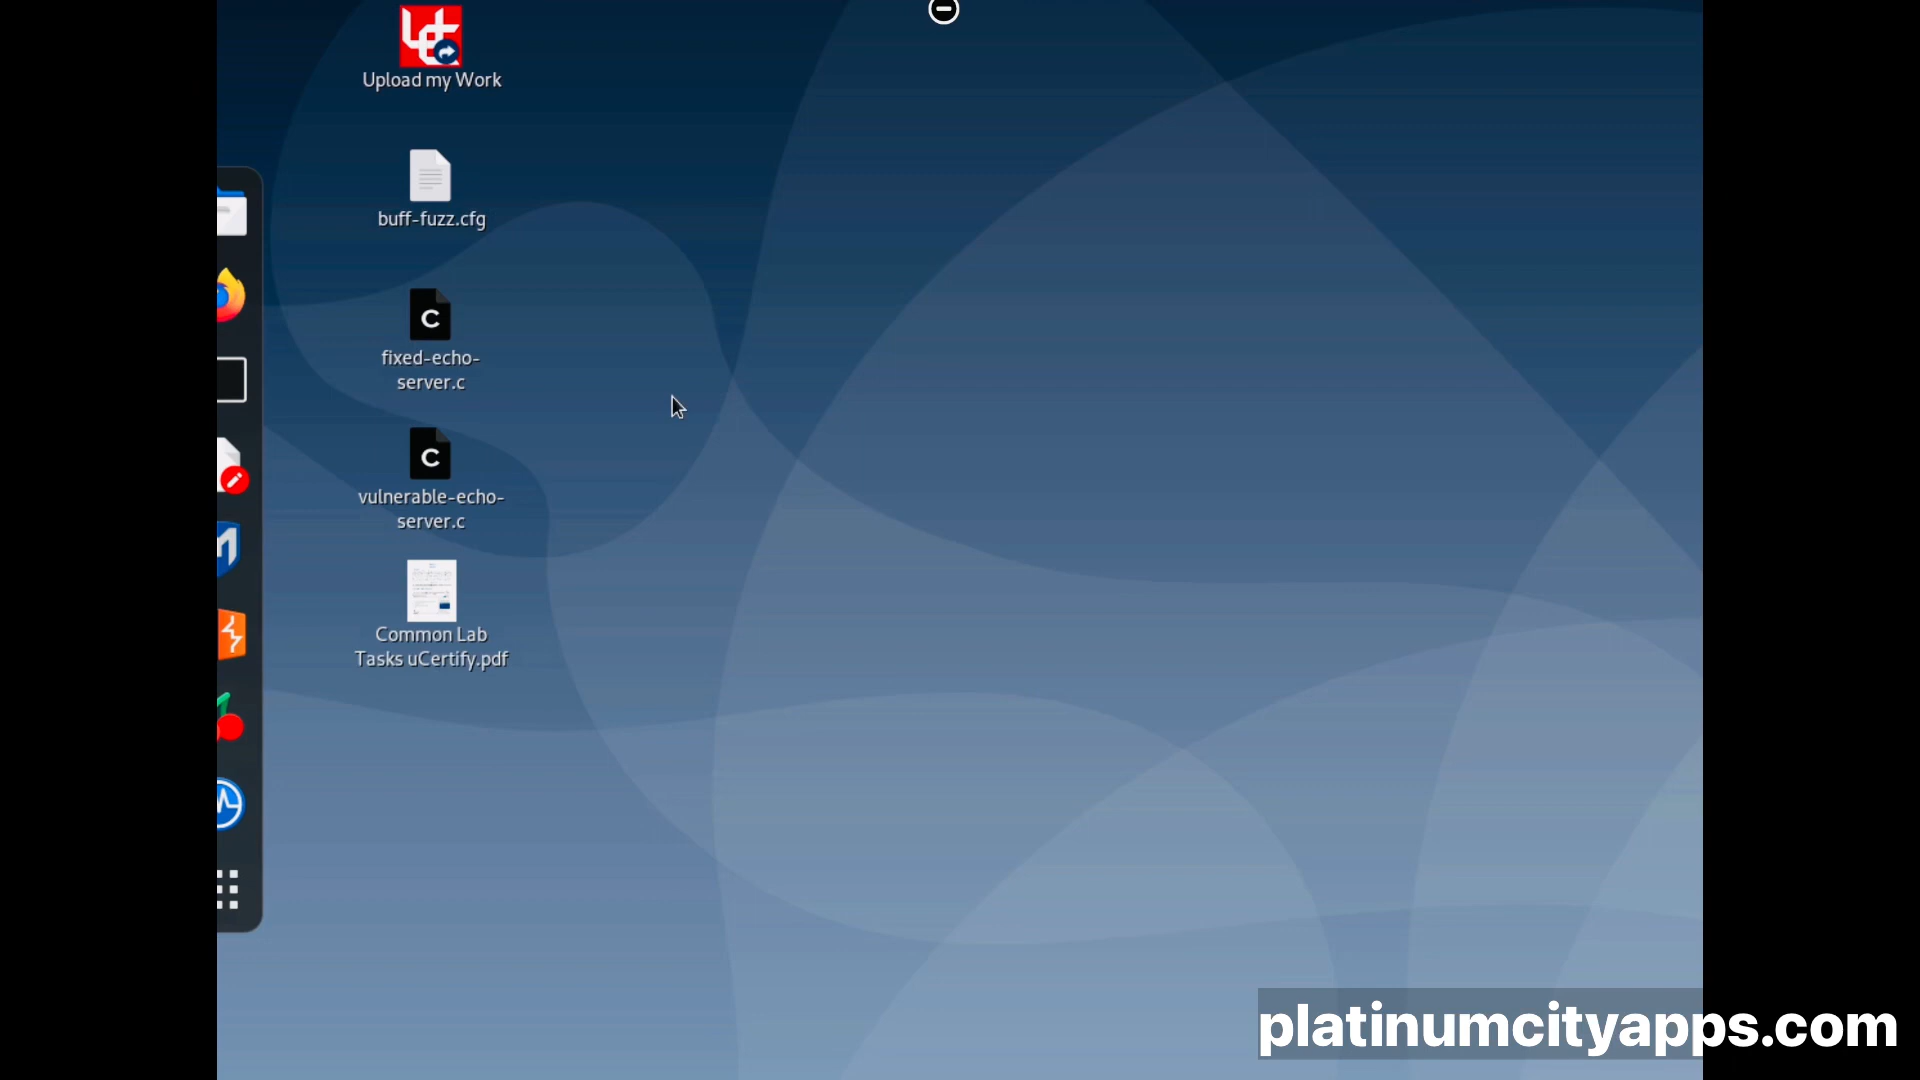 Upload my Work
buff-fuzz.cfg
C
fixed-echo-
server.c
C
vulnerable-echo-
server.c
Common Lab
Tasks uCertify.pdf
platinumcityapps.com